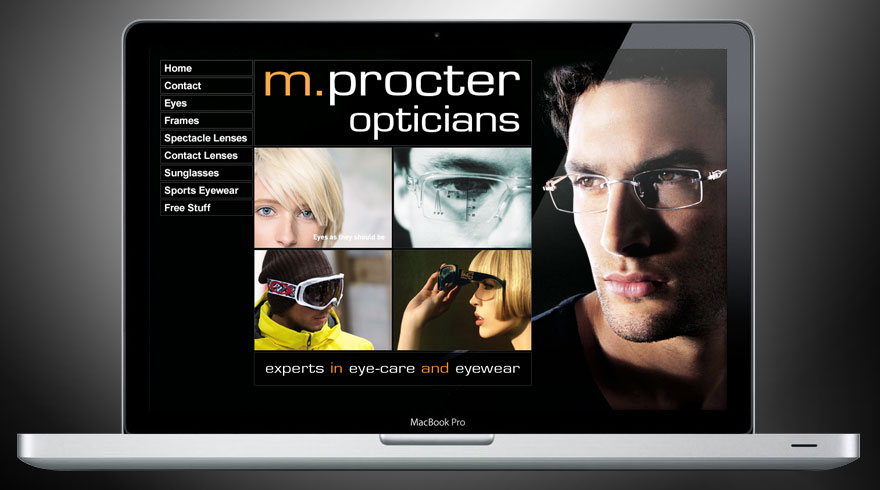 Home
Contact
Eyes
Frames
Spectacle Lenses
Contact Lenses
Sunglasses
Sports Eyewear
Free Stuff
m.procter
opticians
Eyes as they should be
experts in eye-care and eyewear
MacBook Pro